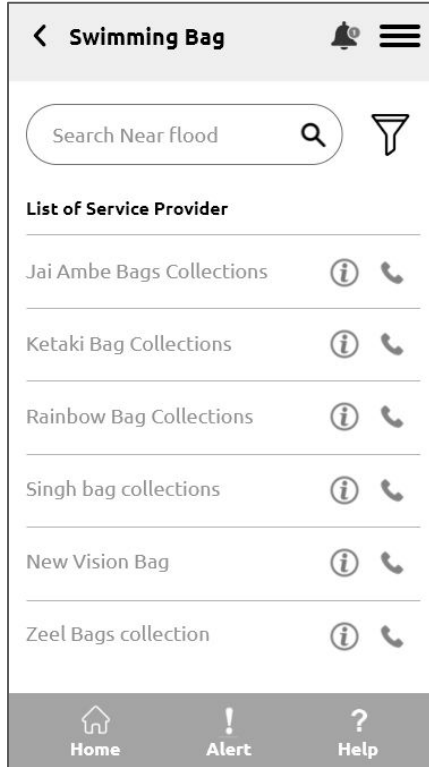 Swimming Bag
Search Near flood
List of Service Provider
Jai Ambe Bags Collections
Ketaki Bag Collections
Rainbow Bag Collections
Singh bag collections
New Vision Bag
Zeel Bags collection
Home Alert Help